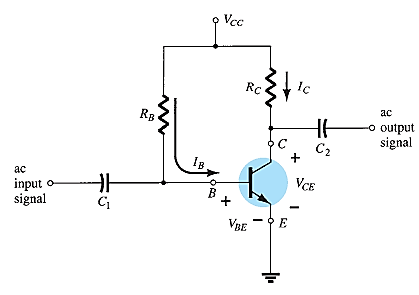 V_CC
R_C
I_C
R_B
ac
output
signal
C_2
C
+
I_B
ac
input
signal
C_1
B
+
V_CE
V_BE
−
−
E